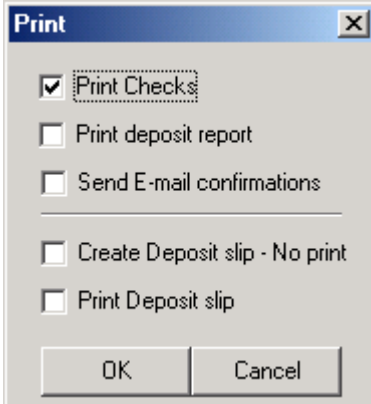 Print
Print Checks
Print deposit report
Send E-mail confirmations
Create Deposit slip - No print
Print Deposit slip
OK Cancel